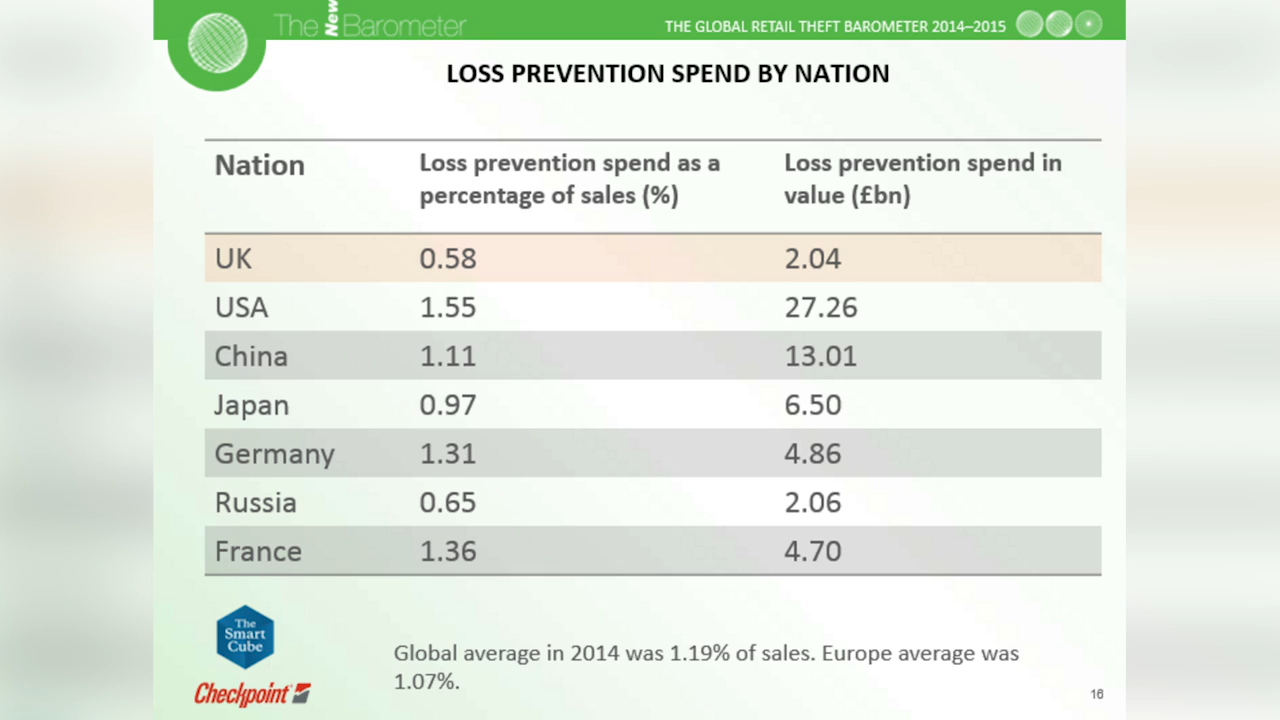 The New Barometer
THE GLOBAL RETAIL THEFT BAROMETER 2014–2015
LOSS PREVENTION SPEND BY NATION
Nation Loss prevention spend as a percentage of sales (%) Loss prevention spend in value (£bn)
UK 0.58 2.04
USA 1.55 27.26
China 1.11 13.01
Japan 0.97 6.50
Germany 1.31 4.86
Russia 0.65 2.06
France 1.36 4.70
The
Smart
Cube
Checkpoint
Global average in 2014 was 1.19% of sales. Europe average was
1.07%.
16